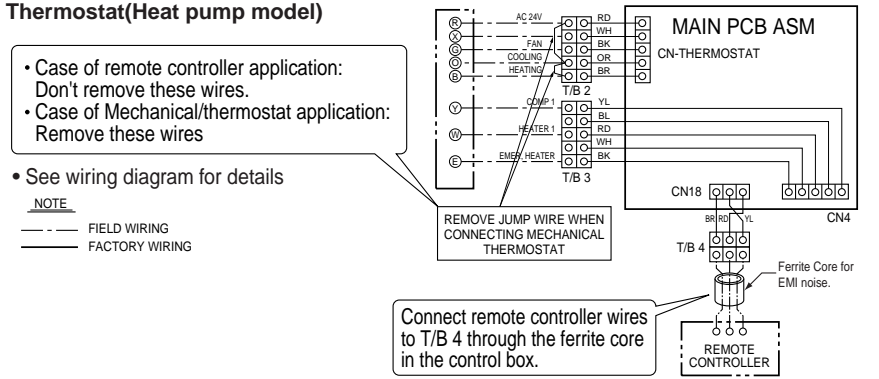 Thermostat(Heat pump model)
• Case of remote controller application:
Don't remove these wires.
• Case of Mechanical/thermostat application:
Remove these wires
• See wiring diagram for details
NOTE
FIELD WIRING
FACTORY WIRING
R
X
G
O
B
Y
W
E
AC 24V
FAN
COOLING
HEATING
COMP 1
HEATER 1
EMER. HEATER
RD
WH
BK
OR
BR
T/B 2
YL
BL
RD
WH
BK
T/B 3
MAIN PCB ASM
CN-THERMOSTAT
CN18
CN4
BR RD YL
T/B 4
REMOVE JUMP WIRE WHEN
CONNECTING MECHANICAL
THERMOSTAT
Ferrite Core for
EMI noise.
Connect remote controller wires
to T/B 4 through the ferrite core
in the control box.
REMOTE
CONTROLLER